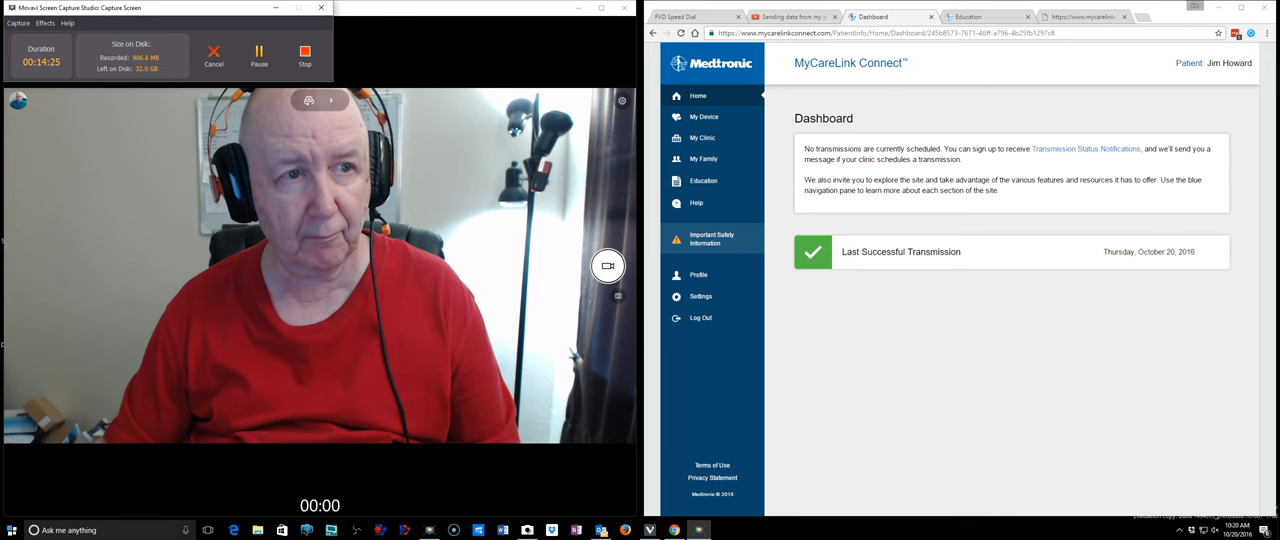 Movavi Screen Capture Studio: Capture Screen
Capture Effects Help
Duration
00:14:25
Size on Disk:
Recorded: 906.6 MB
Left on Disk: 32.0 GB
Cancel
Pause
Stop
00:00
FVD Speed Dial
Sending data from my p
Dashboard
Education
https://www.mycarelink
https://www.mycarelinkconnect.com/PatientInfo/Home/Dashboard/245b8573-7671-46ff-a796-4b25fb1297c8
Medtronic
MyCareLink Connect™
Patient: Jim Howard
Home
My Device
My Clinic
My Family
Education
Help
Important Safety
Information
Profile
Settings
Log Out
Terms of Use
Privacy Statement
Medtronic © 2015
Dashboard
No transmissions are currently scheduled. You can sign up to receive Transmission Status Notifications, and we'll send you a
message if your clinic schedules a transmission.
We also invite you to explore the site and take advantage of the various features and resources it has to offer. Use the blue
navigation pane to learn more about each section of the site.
Last Successful Transmission
Thursday, October 20, 2016
Ask me anything
10:20 AM
10/20/2016